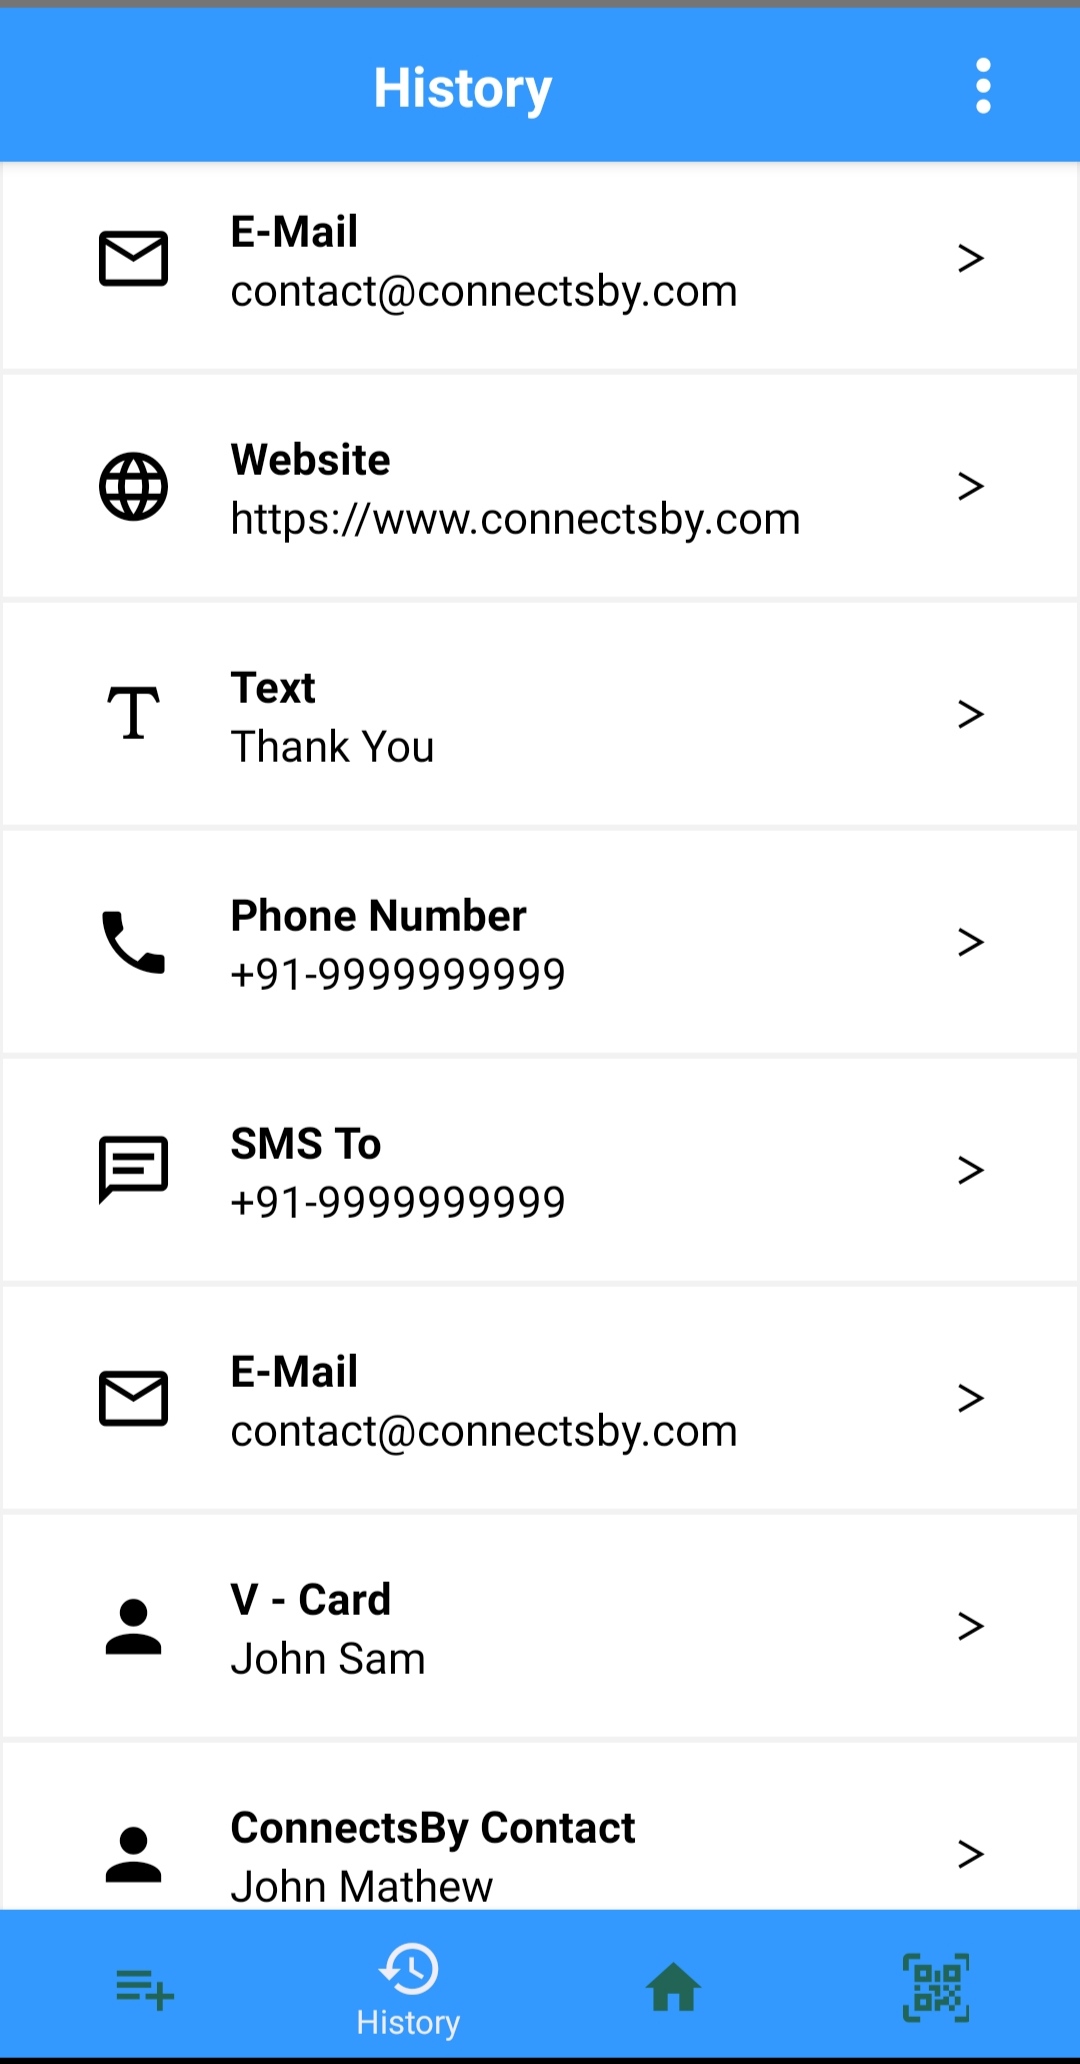 History
E-Mail
contact@connectsby.com
>
Website
https://www.connectsby.com
>
Text
Thank You
>
Phone Number
+91-9999999999
>
SMS To
+91-9999999999
>
E-Mail
contact@connectsby.com
>
V - Card
John Sam
>
ConnectsBy Contact
John Mathew
>
History